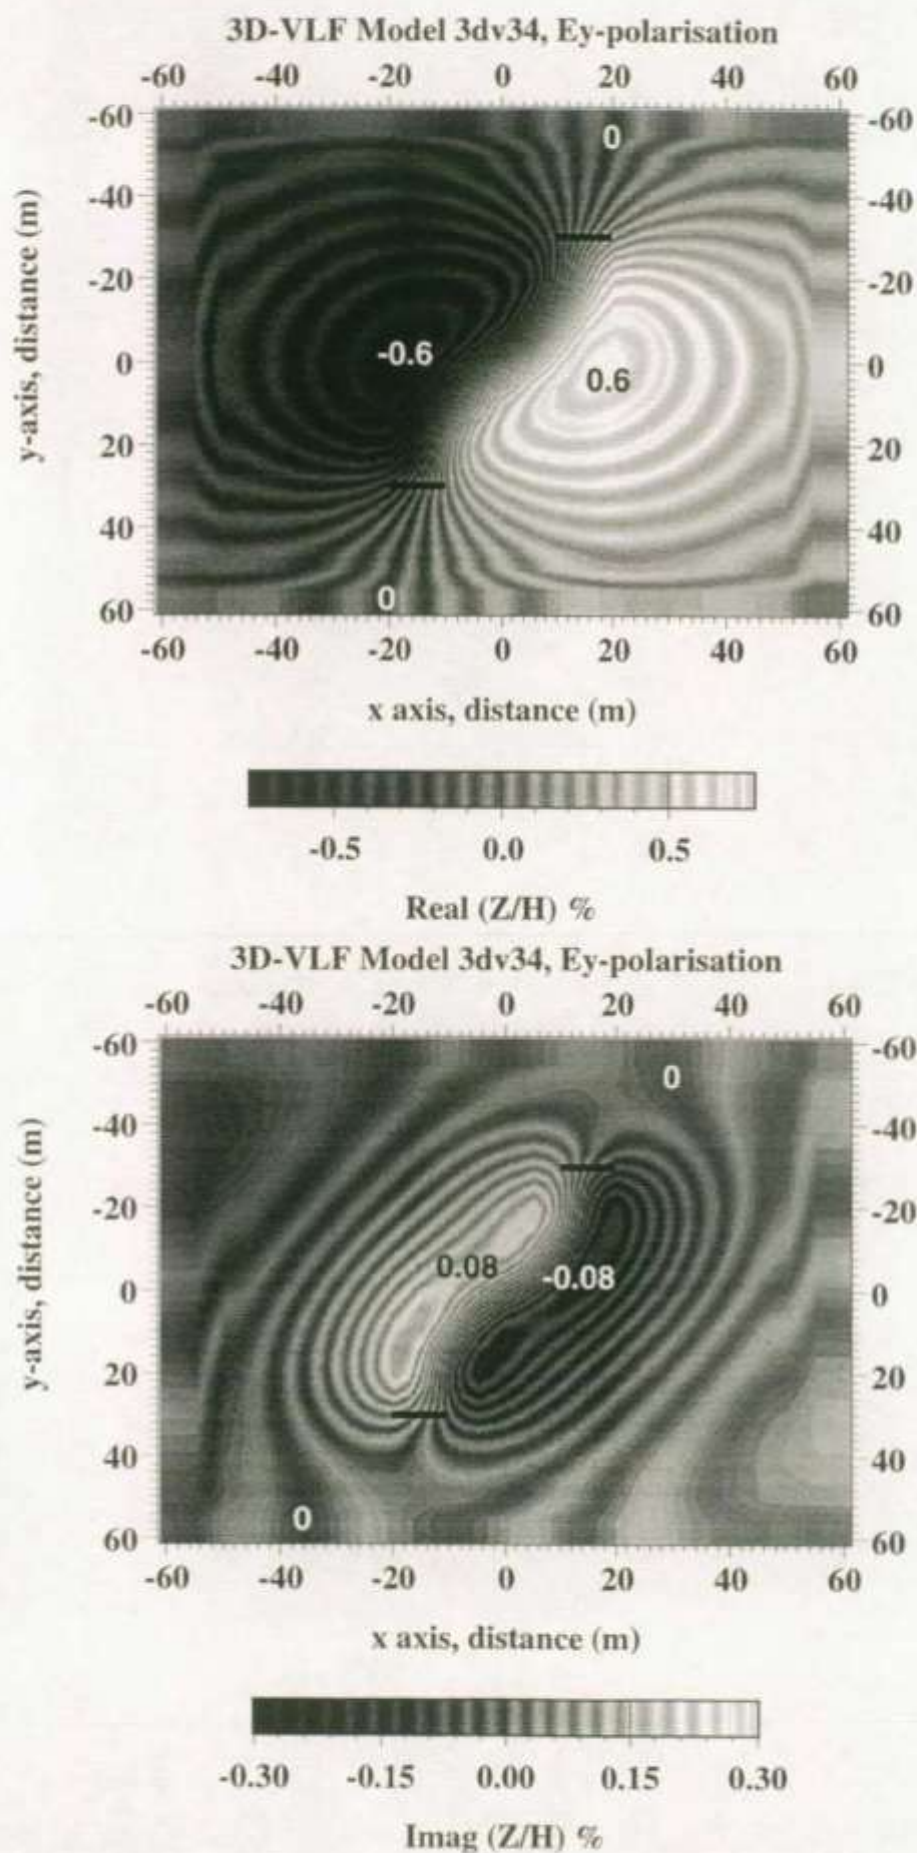 3D-VLF Model 3dv34, Ey-polarisation
-60 -40 -20 0 20 40 60
-60 -60
0
-40 -40
-20 -20
y-axis, distance (m)
-0.6
0 0
0.6
20 20
40 40
0
60 60
-60 -40 -20 0 20 40 60
x axis, distance (m)
-0.5 0.0 0.5
Real (Z/H) %
3D-VLF Model 3dv34, Ey-polarisation
-60 -40 -20 0 20 40 60
-60 -60
0
-40 -40
-20 -20
y-axis, distance (m)
0.08 -0.08
0 0
20 20
40 40
0
60 60
-60 -40 -20 0 20 40 60
x axis, distance (m)
-0.30 -0.15 0.00 0.15 0.30
Imag (Z/H) %